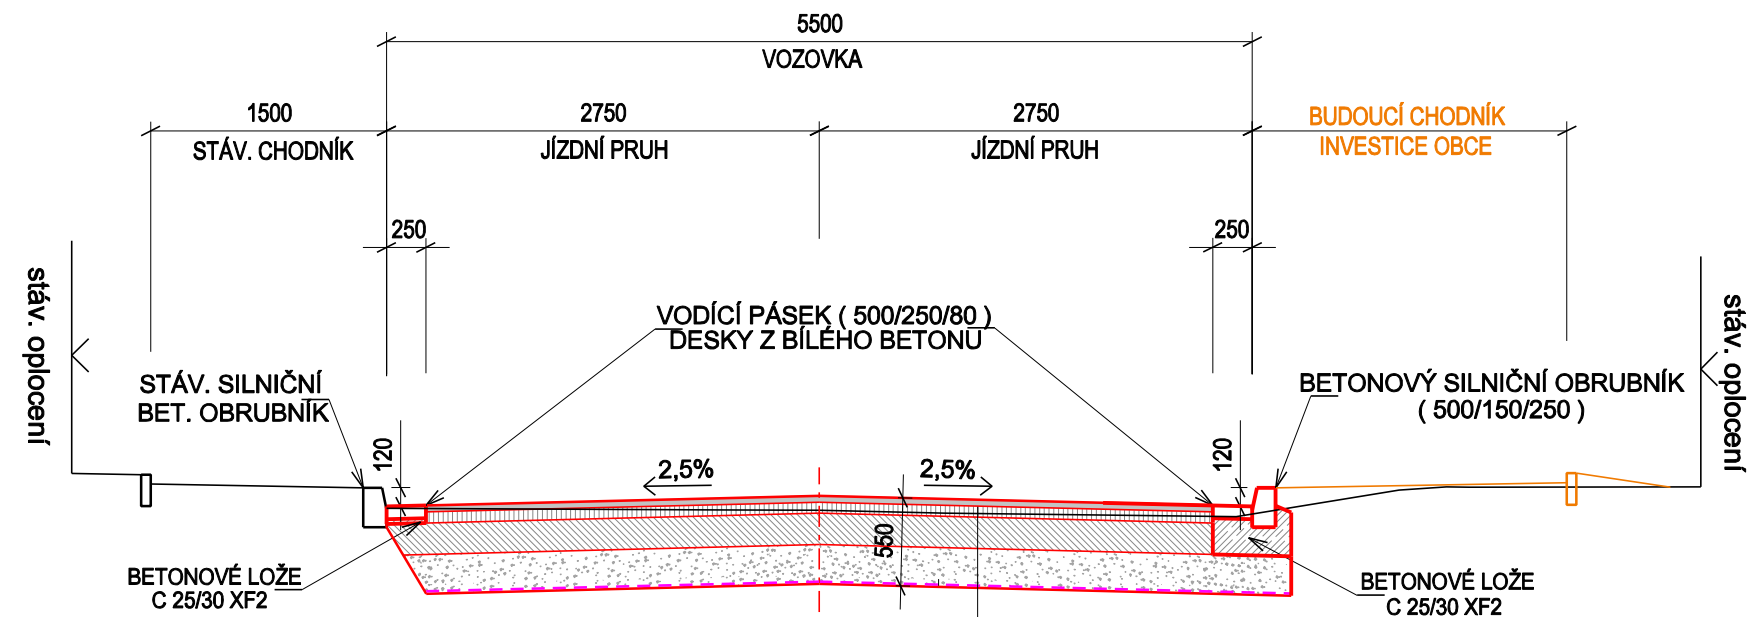 5500
VOZOVKA
1500
2750
2750
BUDOUCÍ CHODNÍK
STÁV. CHODNÍK
JÍZDNÍ PRUH
JÍZDNÍ PRUH
INVESTICE OBCE
250
250
stáv. oplocení
stáv. oplocení
VODÍCÍ PÁSEK ( 500/250/80 )
DESKY Z BÍLÉHO BETONU
STÁV. SILNIČNÍ
BET. OBRUBNÍK
BETONOVÝ SILNIČNÍ OBRUBNÍK
( 500/150/250 )
120
2,5%
2,5%
120
550
BETONOVÉ LOŽE
C 25/30 XF2
BETONOVÉ LOŽE
C 25/30 XF2